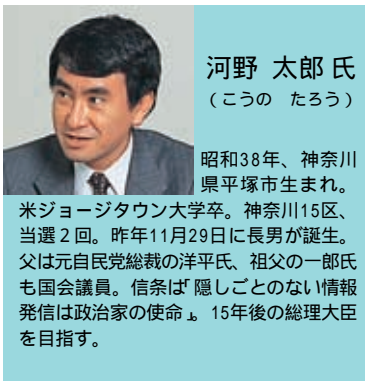 河野 太郎 氏
(こうの たろう)
昭和38年、神奈川
県平塚市生まれ。
米ジョージタウン大学卒。神奈川15区、
当選2回。昨年11月29日に長男が誕生。
父は元自民党総裁の洋平氏、祖父の一郎氏
も国会議員。信条は「隠しごとのない情報
発信は政治家の使命」。15年後の総理大臣
を目指す。